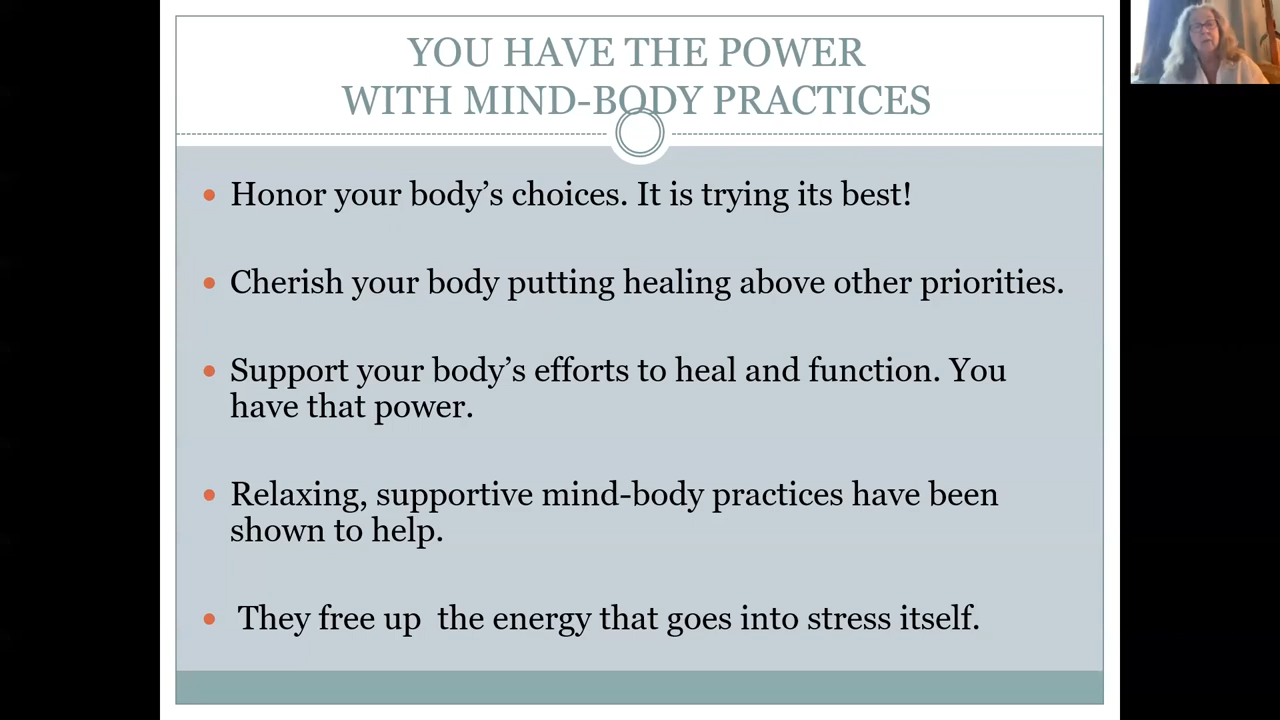 YOU HAVE THE POWER
WITH MIND-BODY PRACTICES
Honor your body’s choices. It is trying its best!
Cherish your body putting healing above other priorities.
Support your body’s efforts to heal and function. You
have that power.
Relaxing, supportive mind-body practices have been
shown to help.
They free up  the energy that goes into stress itself.